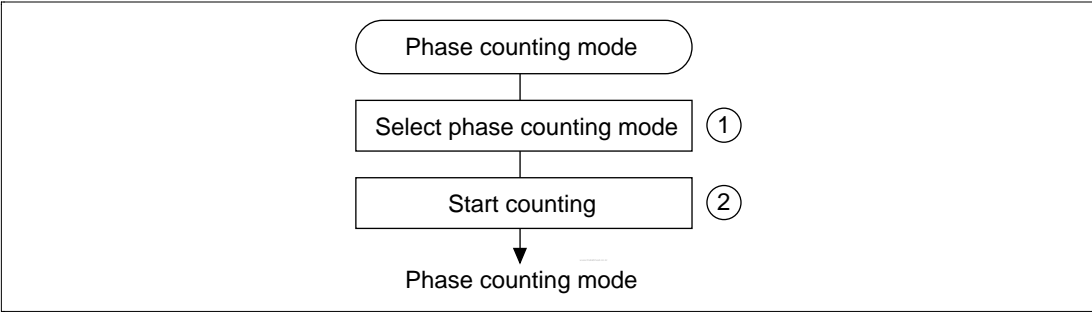 Phase counting mode
Select phase counting mode 1
Start counting 2
Phase counting mode